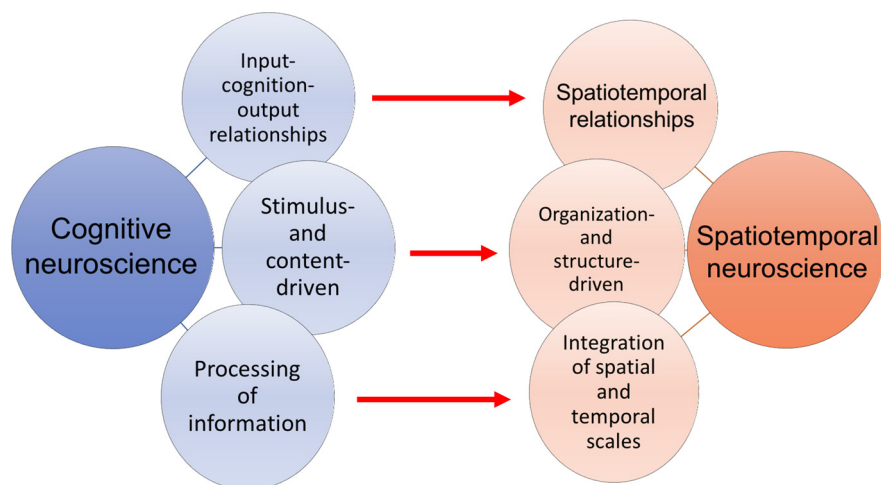 Input-
cognition-
output
relationships
Spatiotemporal
relationships
Cognitive
neuroscience
Stimulus-
and
content-
driven
Organization-
and
structure-
driven
Spatiotemporal
neuroscience
Processing
of
information
Integration
of spatial
and
temporal
scales